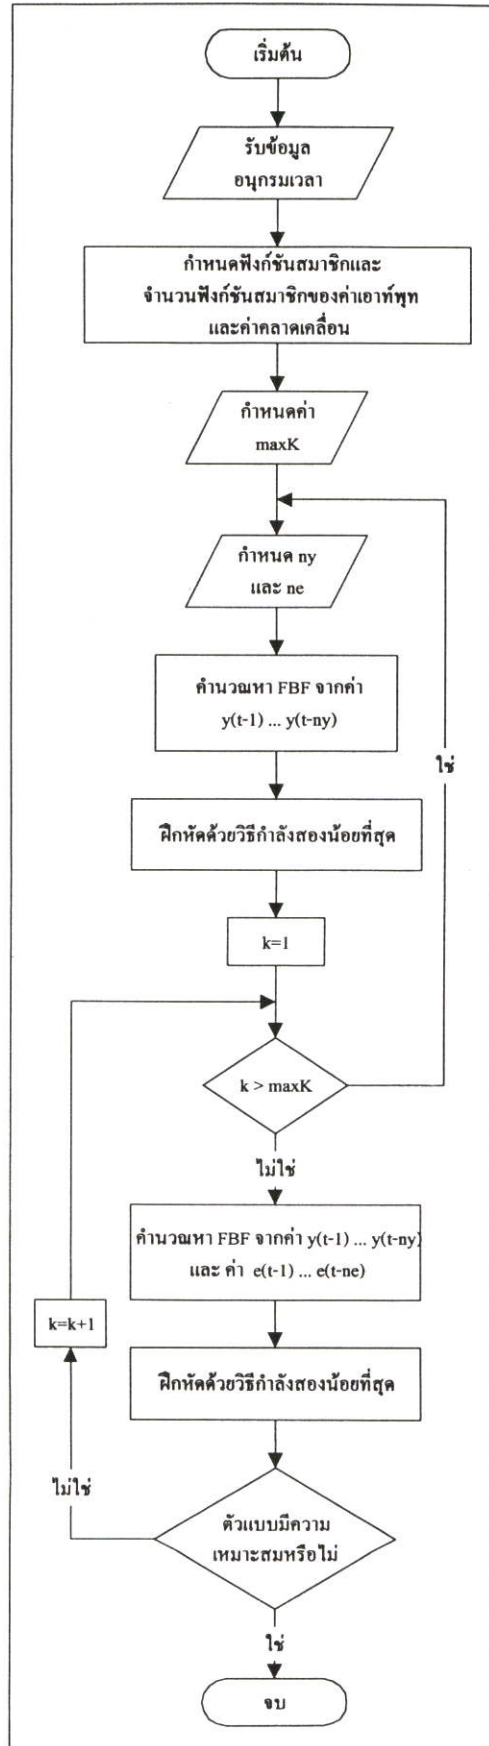 เริ่มต้น
รับข้อมูล
อนุกรมเวลา
กำหนดฟังก์ชันสมาชิกและ
จำนวนฟังก์ชันสมาชิกของค่าเอาท์พุท
และค่าคลาดเคลื่อน
กำหนดค่า
maxK
กำหนด ny
และ ne
คำนวณหา FBF จากค่า
y(t-1) ... y(t-ny)
ใช่
ฝึกหัดด้วยวิธีกำลังสองน้อยที่สุด
k=1
k > maxK
ไม่ใช่
คำนวณหา FBF จากค่า y(t-1) ... y(t-ny)
และ ค่า e(t-1) ... e(t-ne)
k=k+1
ฝึกหัดด้วยวิธีกำลังสองน้อยที่สุด
ไม่ใช่
ตัวแบบมีความ
เหมาะสมหรือไม่
ใช่
จบ